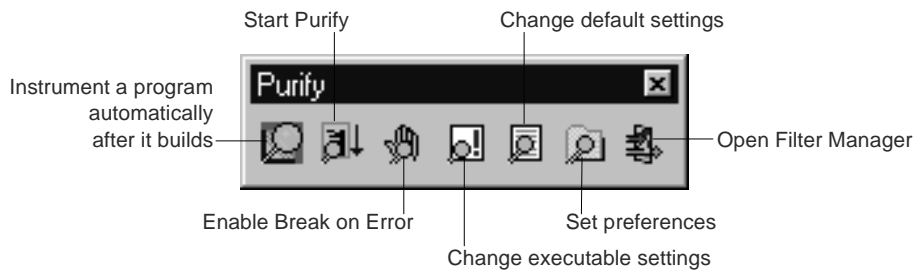 Start Purify
Change default settings
Instrument a program
automatically
after it builds
Purify
Open Filter Manager
Enable Break on Error
Set preferences
Change executable settings